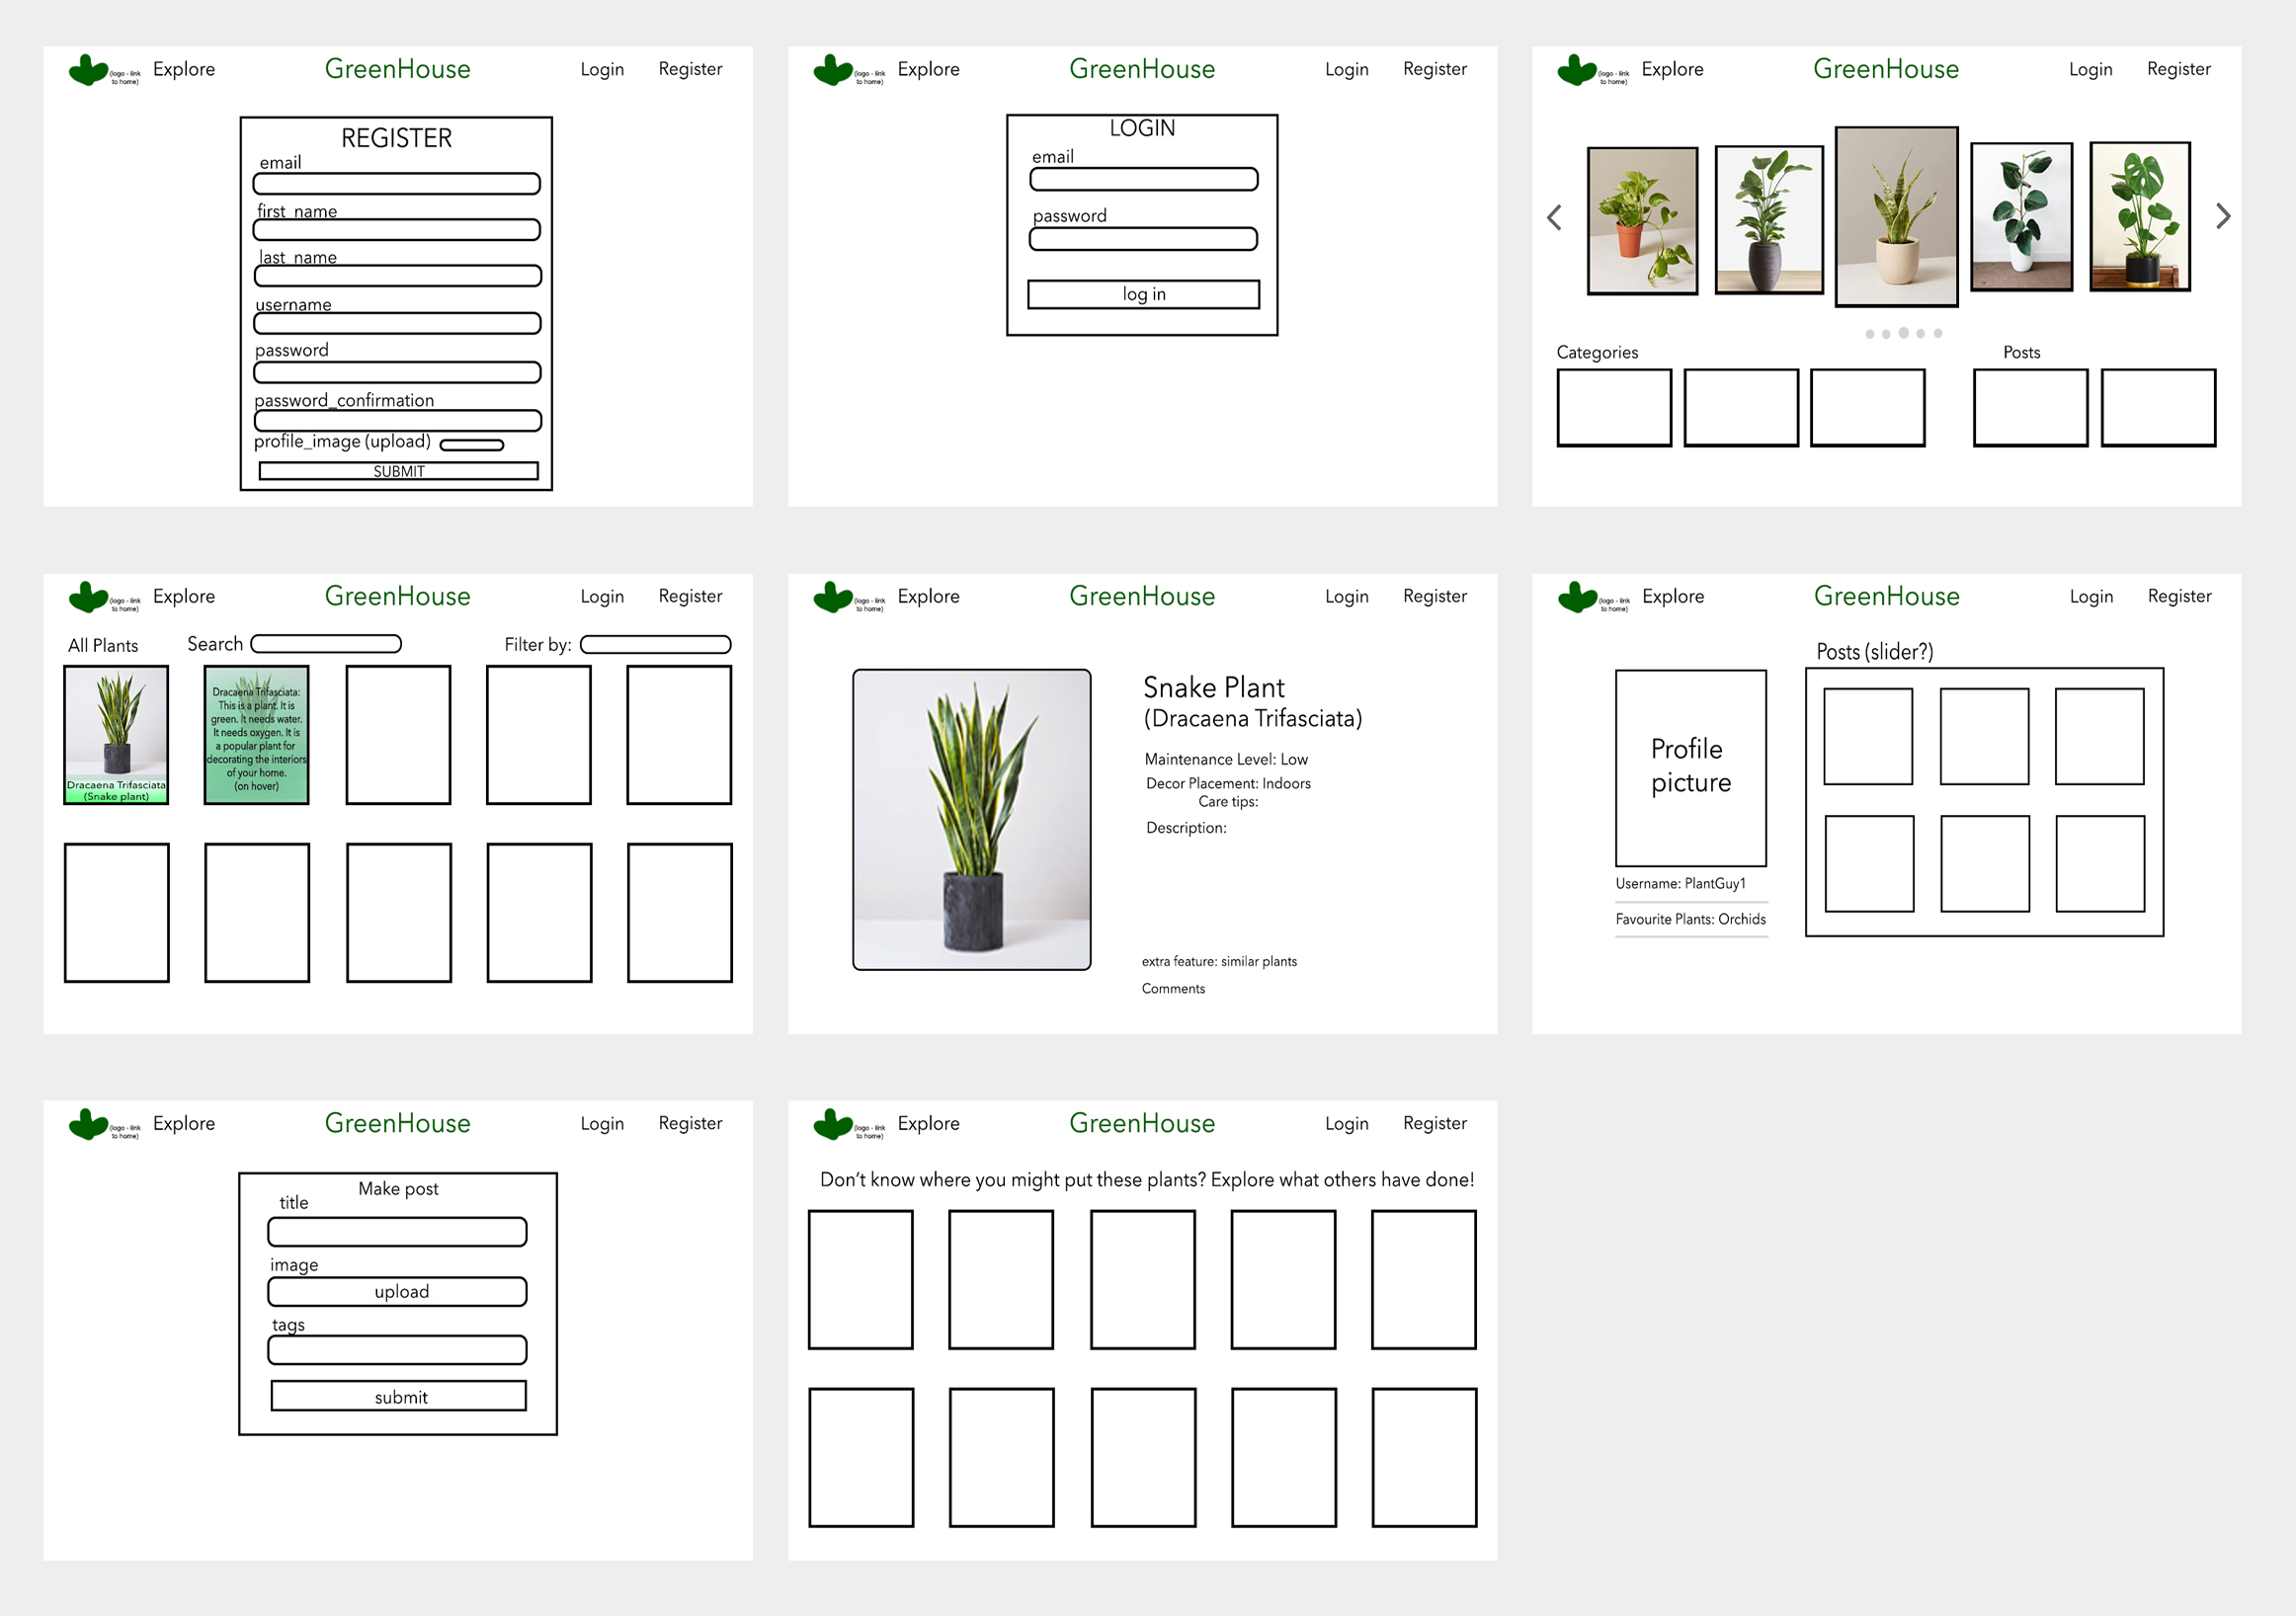 (logo - link
to home)
Explore
GreenHouse
Login
Register
REGISTER
email
first_name
last_name
username
password
password_confirmation
profile_image (upload)
SUBMIT
(logo - link
to home)
Explore
GreenHouse
Login
Register
LOGIN
email
password
log in
(logo - link
to home)
Explore
GreenHouse
Login
Register
Categories
Posts
(logo - link
to home)
Explore
GreenHouse
Login
Register
All Plants
Search
Filter by:
Dracaena Trifasciata
(Snake plant)
Dracaena Trifasciata:
This is a plant. It is
green. It needs water.
It needs oxygen. It is
a popular plant for
decorating the interiors
of your home.
(on hover)
(logo - link
to home)
Explore
GreenHouse
Login
Register
Snake Plant
(Dracaena Trifasciata)
Maintenance Level: Low
Decor Placement: Indoors
Care tips:
Description:
extra feature: similar plants
Comments
(logo - link
to home)
Explore
GreenHouse
Login
Register
Posts (slider?)
Profile
picture
Username: PlantGuy1
Favourite Plants: Orchids
(logo - link
to home)
Explore
GreenHouse
Login
Register
Make post
title
image
upload
tags
submit
(logo - link
to home)
Explore
GreenHouse
Login
Register
Don't know where you might put these plants? Explore what others have done!